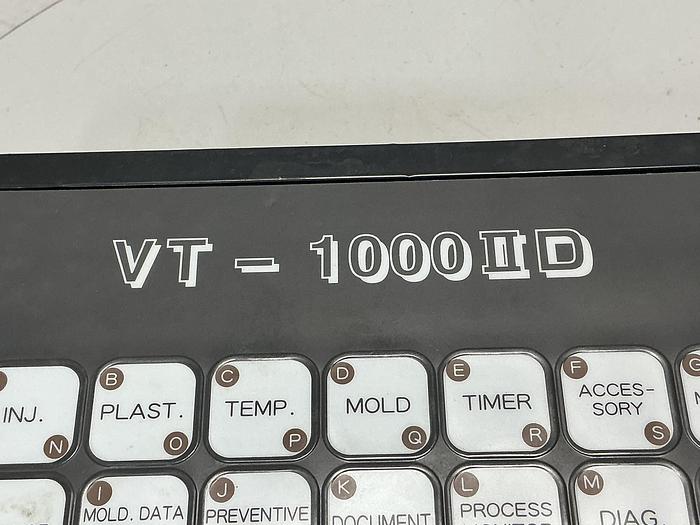 VT-1000ⅡD
B C D E F G
INJ. PLAST. TEMP. MOLD TIMER ACCES-
SORY
N O P Q R S
I J K L M
MOLD. DATA PREVENTIVE DOCUMENT PROCESS DIAG.